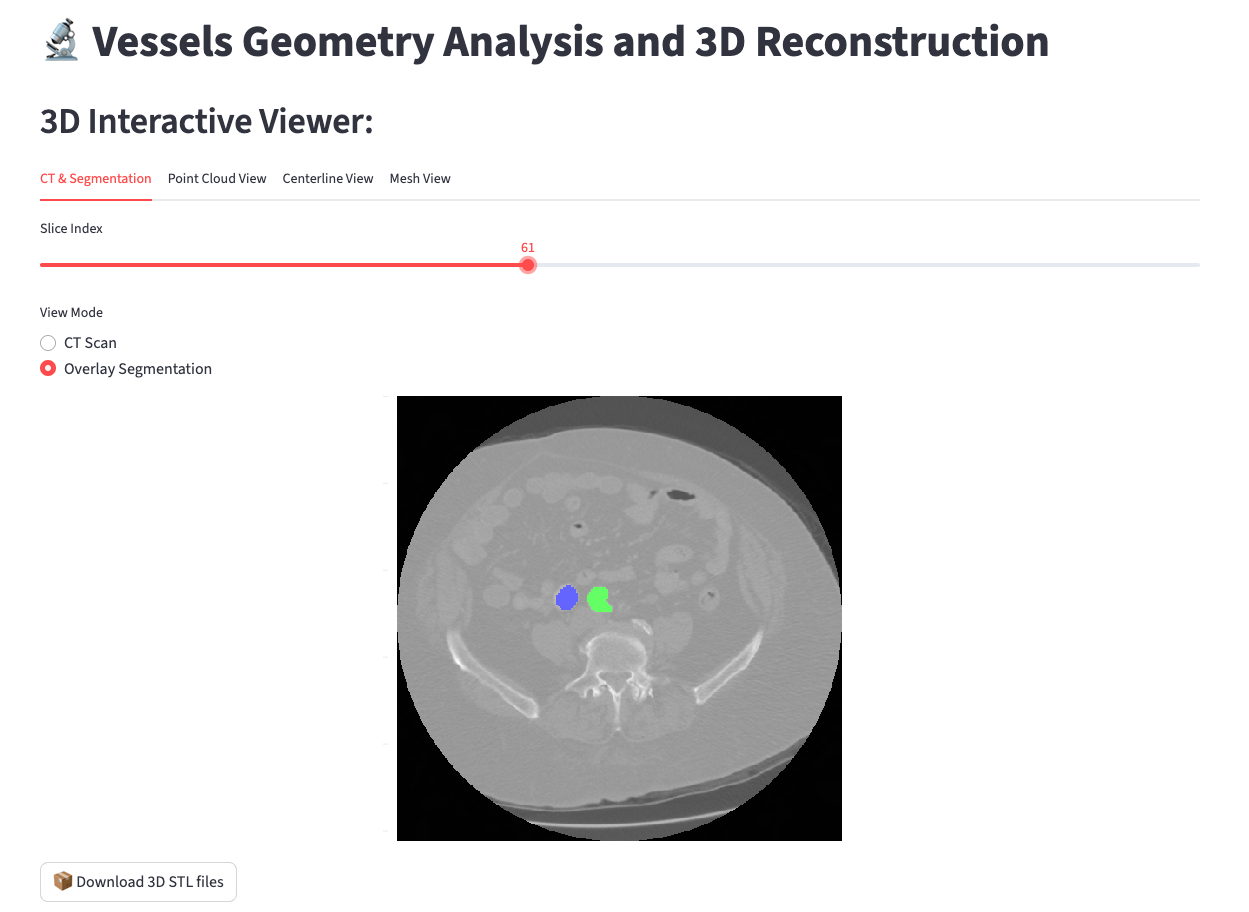 🔬 Vessels Geometry Analysis and 3D Reconstruction
3D Interactive Viewer:
CT & Segmentation Point Cloud View Centerline View Mesh View
Slice Index
61
View Mode
CT Scan
Overlay Segmentation
📦 Download 3D STL files